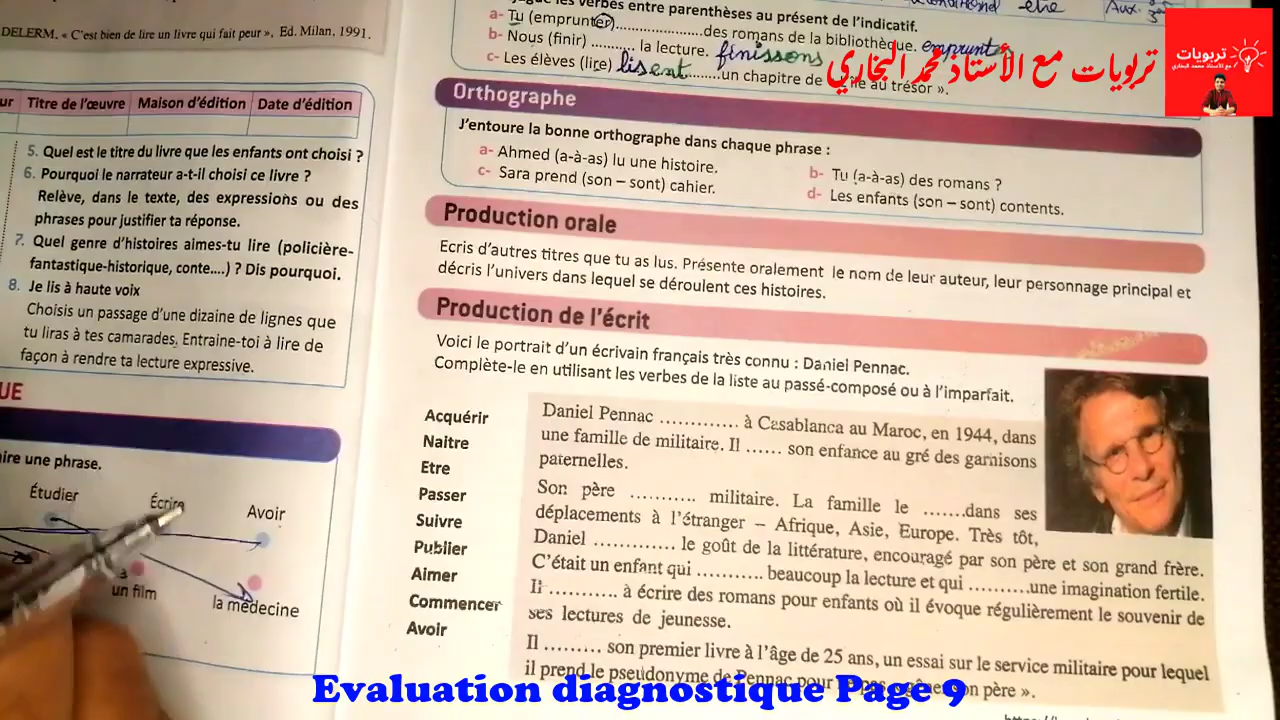 DELERM. « C'est bien de lire un livre qui fait peur », Ed. Milan, 1991.
Titre de l'œuvre Maison d'édition Date d'édition
5. Quel est le titre du livre que les enfants ont choisi ?
6. Pourquoi le narrateur a-t-il choisi ce livre ?
Relève, dans le texte, des expressions ou des
phrases pour justifier ta réponse.
7. Quel genre d'histoires aimes-tu lire (policière-
fantastique-historique, conte....) ? Dis pourquoi.
8. Je lis à haute voix
Choisis un passage d'une dizaine de lignes que
tu liras à tes camarades. Entraine-toi à lire de
façon à rendre ta lecture expressive.
UE
une phrase.
Étudier Écrire Avoir
un film la médecine
les verbes entre parenthèses au présent de l'indicatif.
être Aux.
a- Tu (emprunter)........................des romans de la bibliothèque. empruntes
b- Nous (finir) ........... la lecture. finissons
c- Les élèves (lire) lisent.........un chapitre de « L'île au trésor ».
تربويات مع الأستاذ محمد البخاري
تربويات
مع الأستاذ محمد البخاري
Orthographe
J'entoure la bonne orthographe dans chaque phrase :
a- Ahmed (a-à-as) lu une histoire.
b- Tu (a-à-as) des romans ?
c- Sara prend (son – sont) cahier.
d- Les enfants (son – sont) contents.
Production orale
Ecris d'autres titres que tu as lus. Présente oralement le nom de leur auteur, leur personnage principal et
décris l'univers dans lequel se déroulent ces histoires.
Production de l'écrit
Voici le portrait d'un écrivain français très connu : Daniel Pennac.
Complète-le en utilisant les verbes de la liste au passé-composé ou à l'imparfait.
Acquérir
Naitre
Etre
Passer
Suivre
Publier
Aimer
Commencer
Avoir
Daniel Pennac ............. à Casablanca au Maroc, en 1944, dans
une famille de militaire. Il ...... son enfance au gré des garnisons
paternelles.
Son père ........... militaire. La famille le .......dans ses
déplacements à l'étranger – Afrique, Asie, Europe. Très tôt,
Daniel ............. le goût de la littérature, encouragé par son père et son grand frère.
C'était un enfant qui ........... beaucoup la lecture et qui ..........une imagination fertile.
Il ........... à écrire des romans pour enfants où il évoque régulièrement le souvenir de
ses lectures de jeunesse.
Il ......... son premier livre à l'âge de 25 ans, un essai sur le service militaire pour lequel
il prend le pseudonyme de Pennac pour son père ».
Evaluation diagnostique Page 9